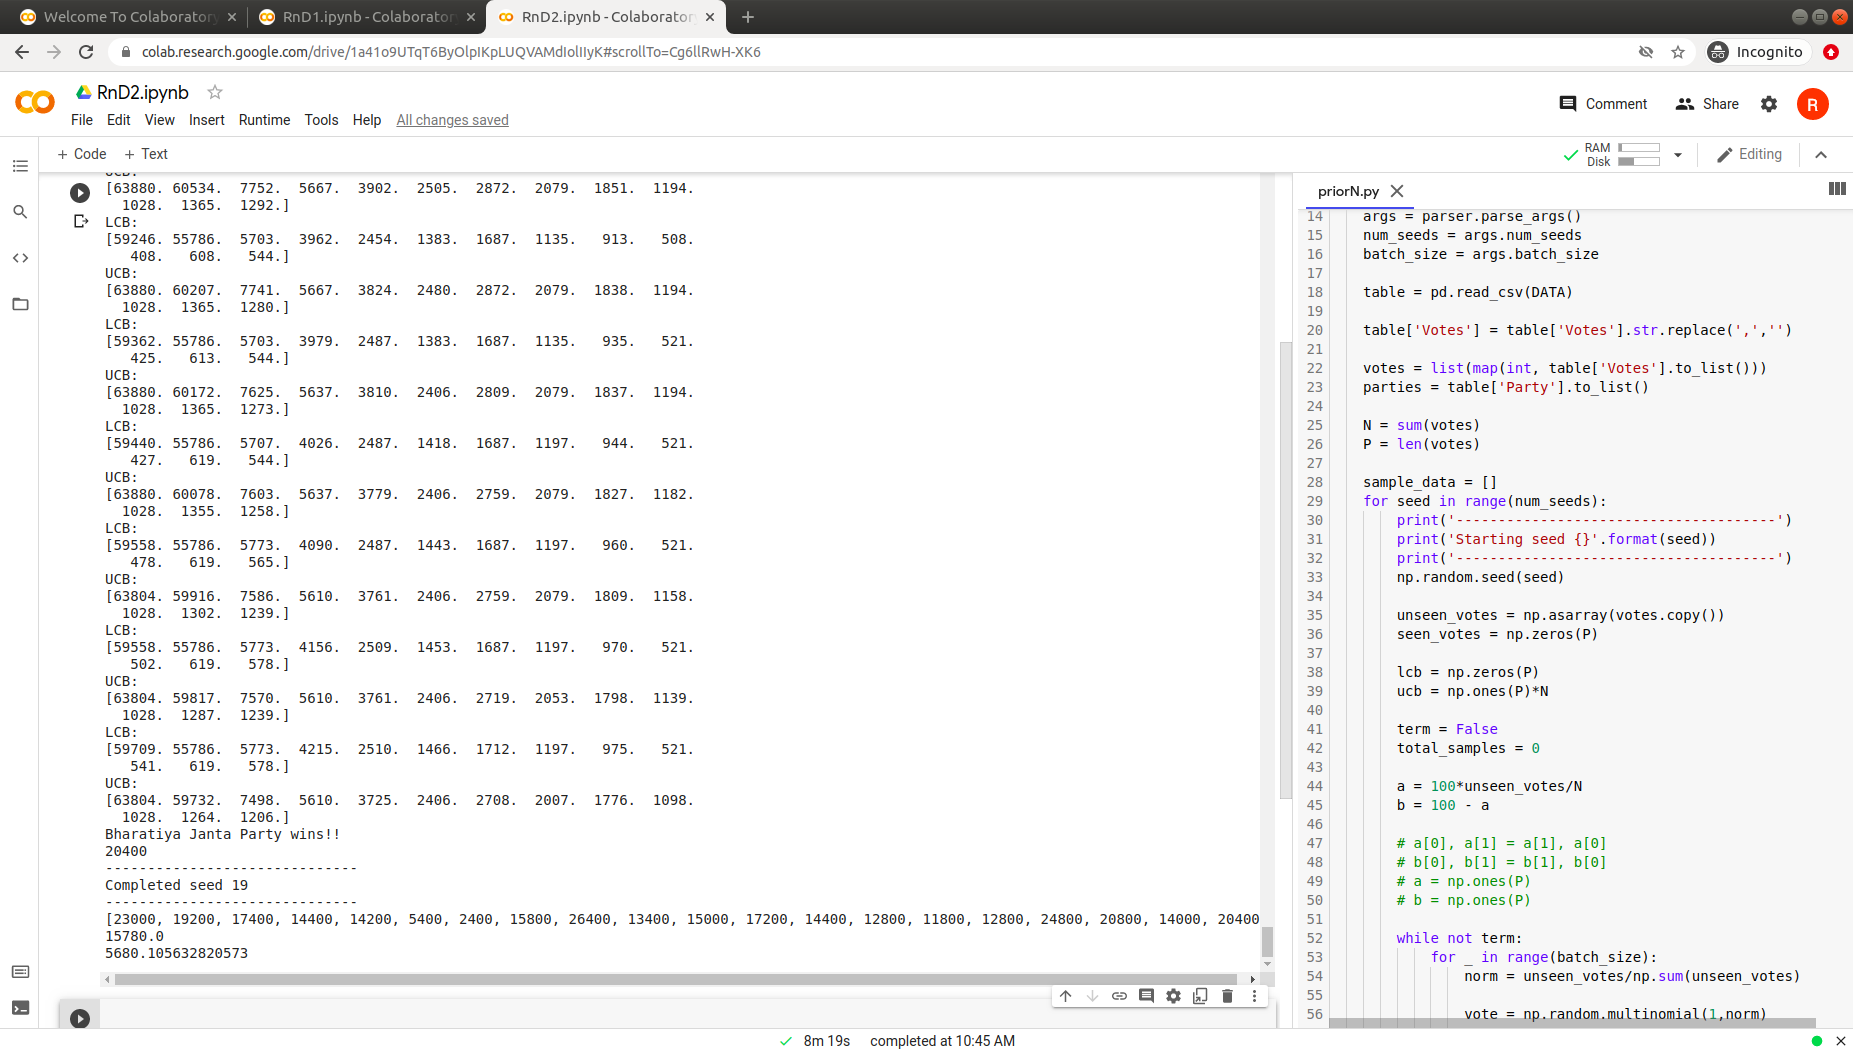 Welcome To Colaboratory
RnD1.ipynb - Colaborator
RnD2.ipynb - Colaborator
colab.research.google.com/drive/1a41o9UTqT6ByOlpIKpLUQVAMdIolIIyK#scrollTo=Cg6llRwH-XK6
Incognito
RnD2.ipynb
File Edit View Insert Runtime Tools Help All changes saved
Comment
Share
R
+ Code + Text
RAM
Disk
Editing
UCB:
[63880. 60534. 7752. 5667. 3902. 2505. 2872. 2079. 1851. 1194.
1028. 1365. 1292.]
LCB:
[59246. 55786. 5703. 3962. 2454. 1383. 1687. 1135. 913. 508.
408. 608. 544.]
UCB:
[63880. 60207. 7741. 5667. 3824. 2480. 2872. 2079. 1838. 1194.
1028. 1365. 1280.]
LCB:
[59362. 55786. 5703. 3979. 2487. 1383. 1687. 1135. 935. 521.
425. 613. 544.]
UCB:
[63880. 60172. 7625. 5637. 3810. 2406. 2809. 2079. 1837. 1194.
1028. 1365. 1273.]
LCB:
[59440. 55786. 5707. 4026. 2487. 1418. 1687. 1197. 944. 521.
427. 619. 544.]
UCB:
[63880. 60078. 7603. 5637. 3779. 2406. 2759. 2079. 1827. 1182.
1028. 1355. 1258.]
LCB:
[59558. 55786. 5773. 4090. 2487. 1443. 1687. 1197. 960. 521.
478. 619. 565.]
UCB:
[63804. 59916. 7586. 5610. 3761. 2406. 2759. 2079. 1809. 1158.
1028. 1302. 1239.]
LCB:
[59558. 55786. 5773. 4156. 2509. 1453. 1687. 1197. 970. 521.
502. 619. 578.]
UCB:
[63804. 59817. 7570. 5610. 3761. 2406. 2719. 2053. 1798. 1139.
1028. 1287. 1239.]
LCB:
[59709. 55786. 5773. 4215. 2510. 1466. 1712. 1197. 975. 521.
541. 619. 578.]
UCB:
[63804. 59732. 7498. 5610. 3725. 2406. 2708. 2007. 1776. 1098.
1028. 1264. 1206.]
Bharatiya Janta Party wins!!
20400
------------------------------
Completed seed 19
------------------------------
[23000, 19200, 17400, 14400, 14200, 5400, 2400, 15800, 26400, 13400, 15000, 17200, 14400, 12800, 11800, 12800, 24800, 20800, 14000, 20400
15780.0
5680.105632820573
priorN.py
14 args = parser.parse_args()
15 num_seeds = args.num_seeds
16 batch_size = args.batch_size
17
18 table = pd.read_csv(DATA)
19
20 table['Votes'] = table['Votes'].str.replace(',','')
21
22 votes = list(map(int, table['Votes'].to_list()))
23 parties = table['Party'].to_list()
24
25 N = sum(votes)
26 P = len(votes)
27
28 sample_data = []
29 for seed in range(num_seeds):
30 print('--------------------------------------')
31 print('Starting seed {}'.format(seed))
32 print('--------------------------------------')
33 np.random.seed(seed)
34
35 unseen_votes = np.asarray(votes.copy())
36 seen_votes = np.zeros(P)
37
38 lcb = np.zeros(P)
39 ucb = np.ones(P)*N
40
41 term = False
42 total_samples = 0
43
44 a = 100*unseen_votes/N
45 b = 100 - a
46
47 # a[0], a[1] = a[1], a[0]
48 # b[0], b[1] = b[1], b[0]
49 # a = np.ones(P)
50 # b = np.ones(P)
51
52 while not term:
53 for _ in range(batch_size):
54 norm = unseen_votes/np.sum(unseen_votes)
55
56 vote = np.random.multinomial(1,norm)
8m 19s completed at 10:45 AM